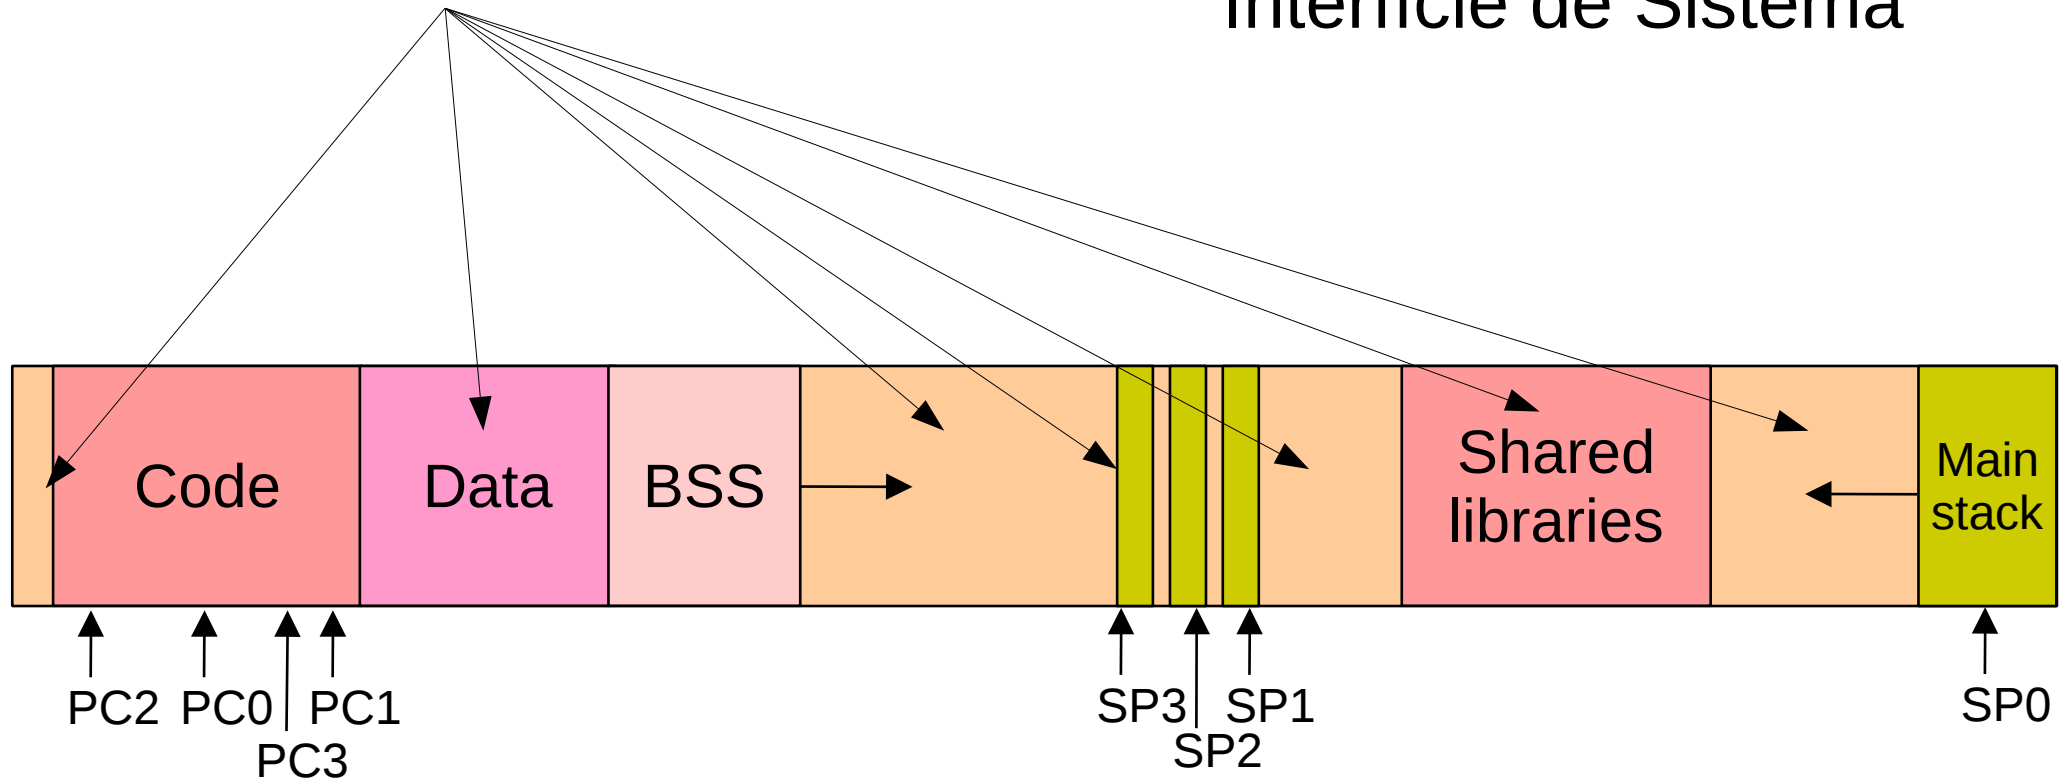 Interfície de Sistema
Code
Data
BSS
Shared
libraries
Main
stack
PC2
PC0
PC1
PC3
SP3
SP1
SP2
SP0